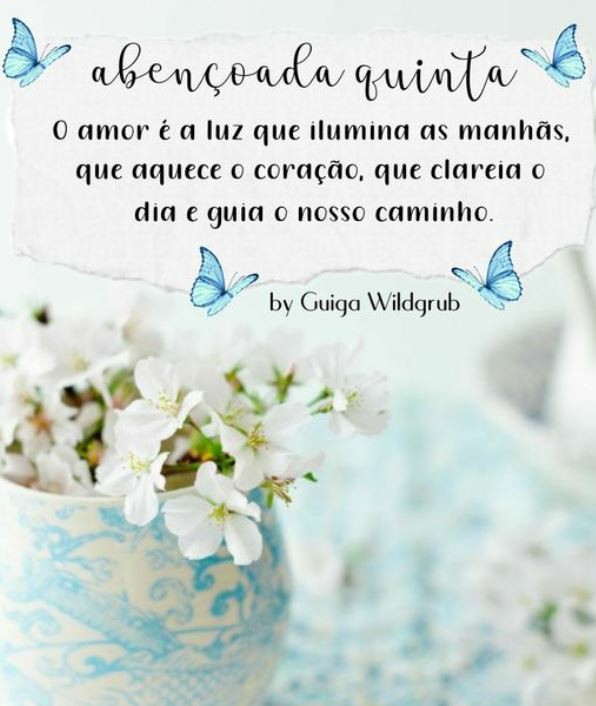 abençoada quinta
O amor é a luz que ilumina as manhãs,
que aquece o coração, que clareia o
dia e guia o nosso caminho.
by Guiga Wildgrub